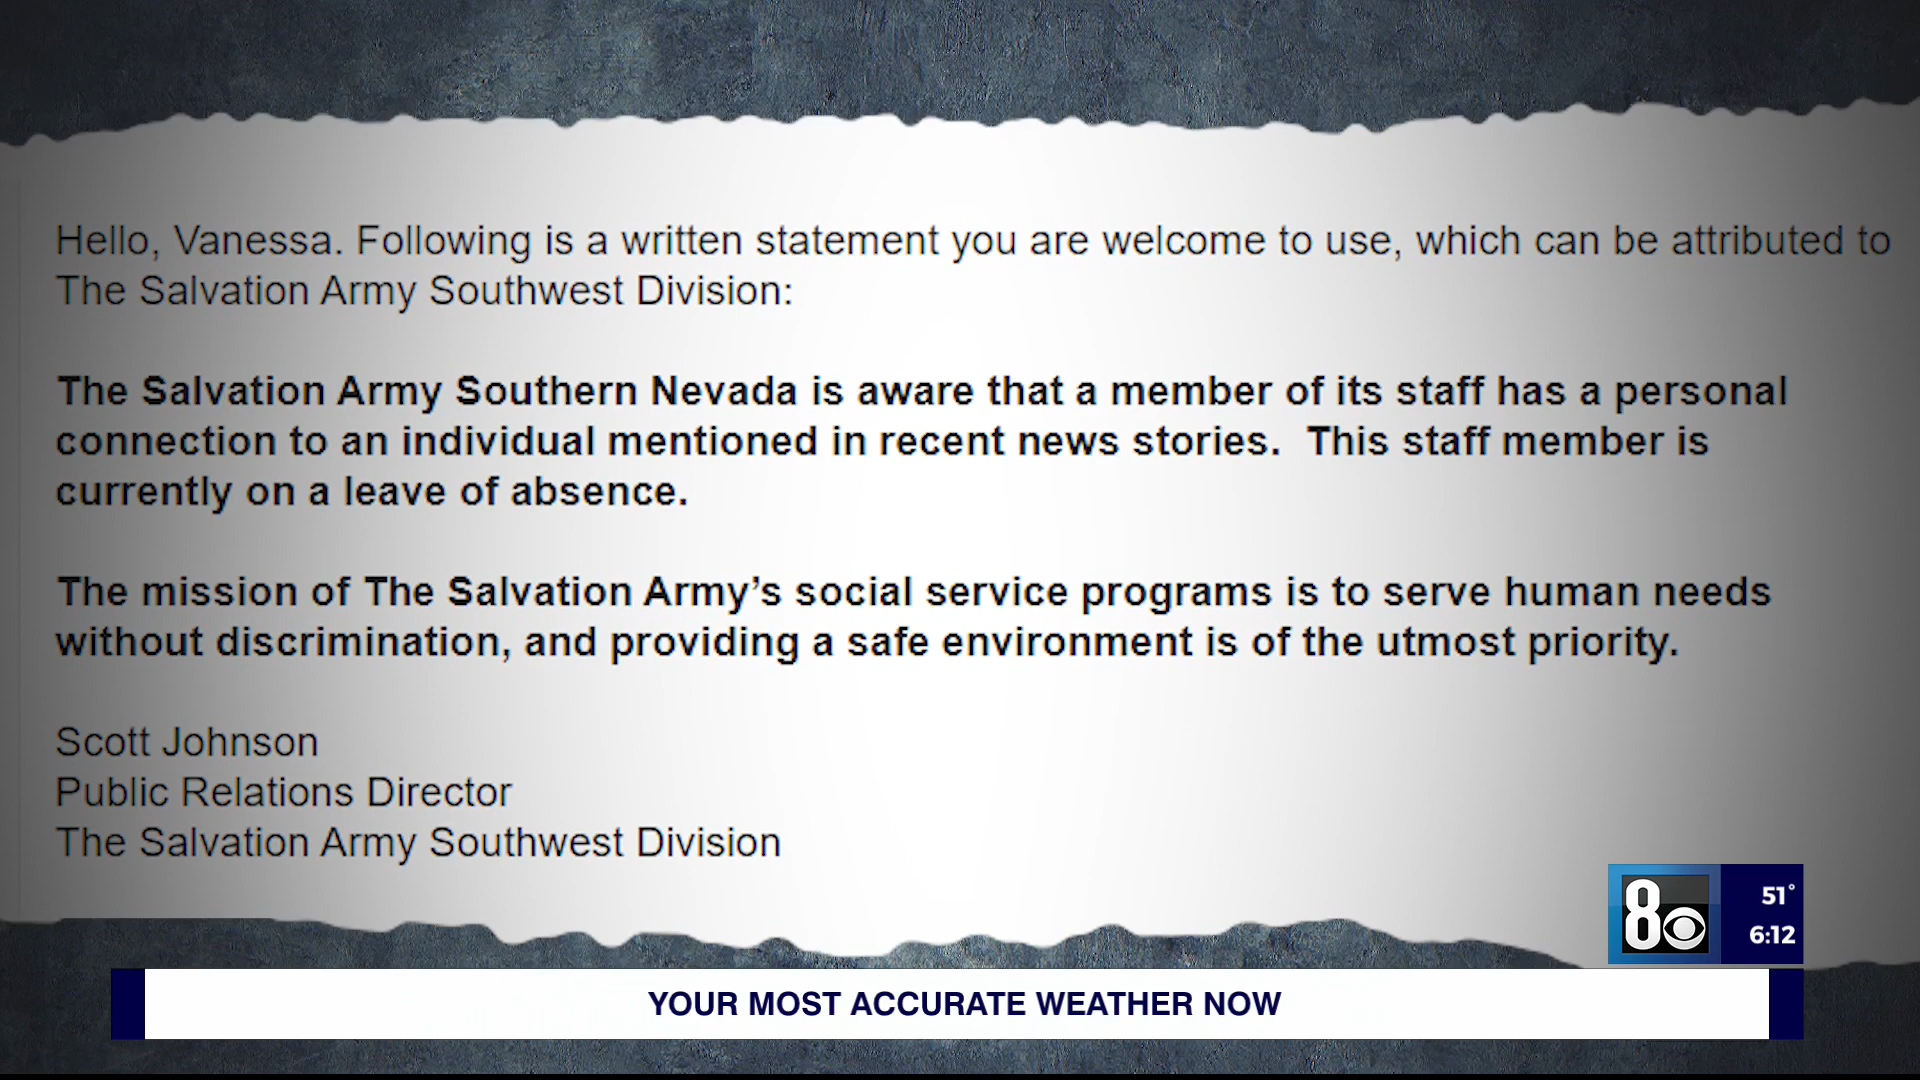 Hello, Vanessa. Following is a written statement you are welcome to use, which can be attributed to
The Salvation Army Southwest Division:
The Salvation Army Southern Nevada is aware that a member of its staff has a personal
connection to an individual mentioned in recent news stories.  This staff member is
currently on a leave of absence.
The mission of The Salvation Army’s social service programs is to serve human needs
without discrimination, and providing a safe environment is of the utmost priority.
Scott Johnson
Public Relations Director
The Salvation Army Southwest Division
8
51°
6:12
YOUR MOST ACCURATE WEATHER NOW